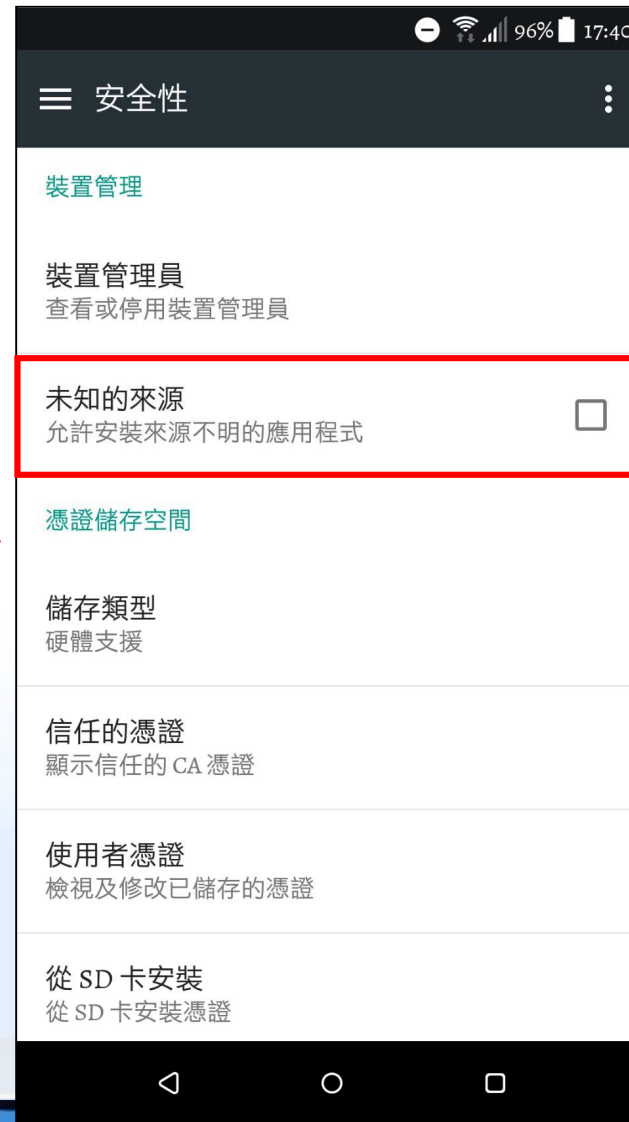 96% 17:40
安全性
裝置管理
裝置管理員
查看或停用裝置管理員
未知的來源
允許安裝來源不明的應用程式
憑證儲存空間
儲存類型
硬體支援
信任的憑證
顯示信任的 CA 憑證
使用者憑證
檢視及修改已儲存的憑證
從 SD 卡安裝
從 SD 卡安裝憑證